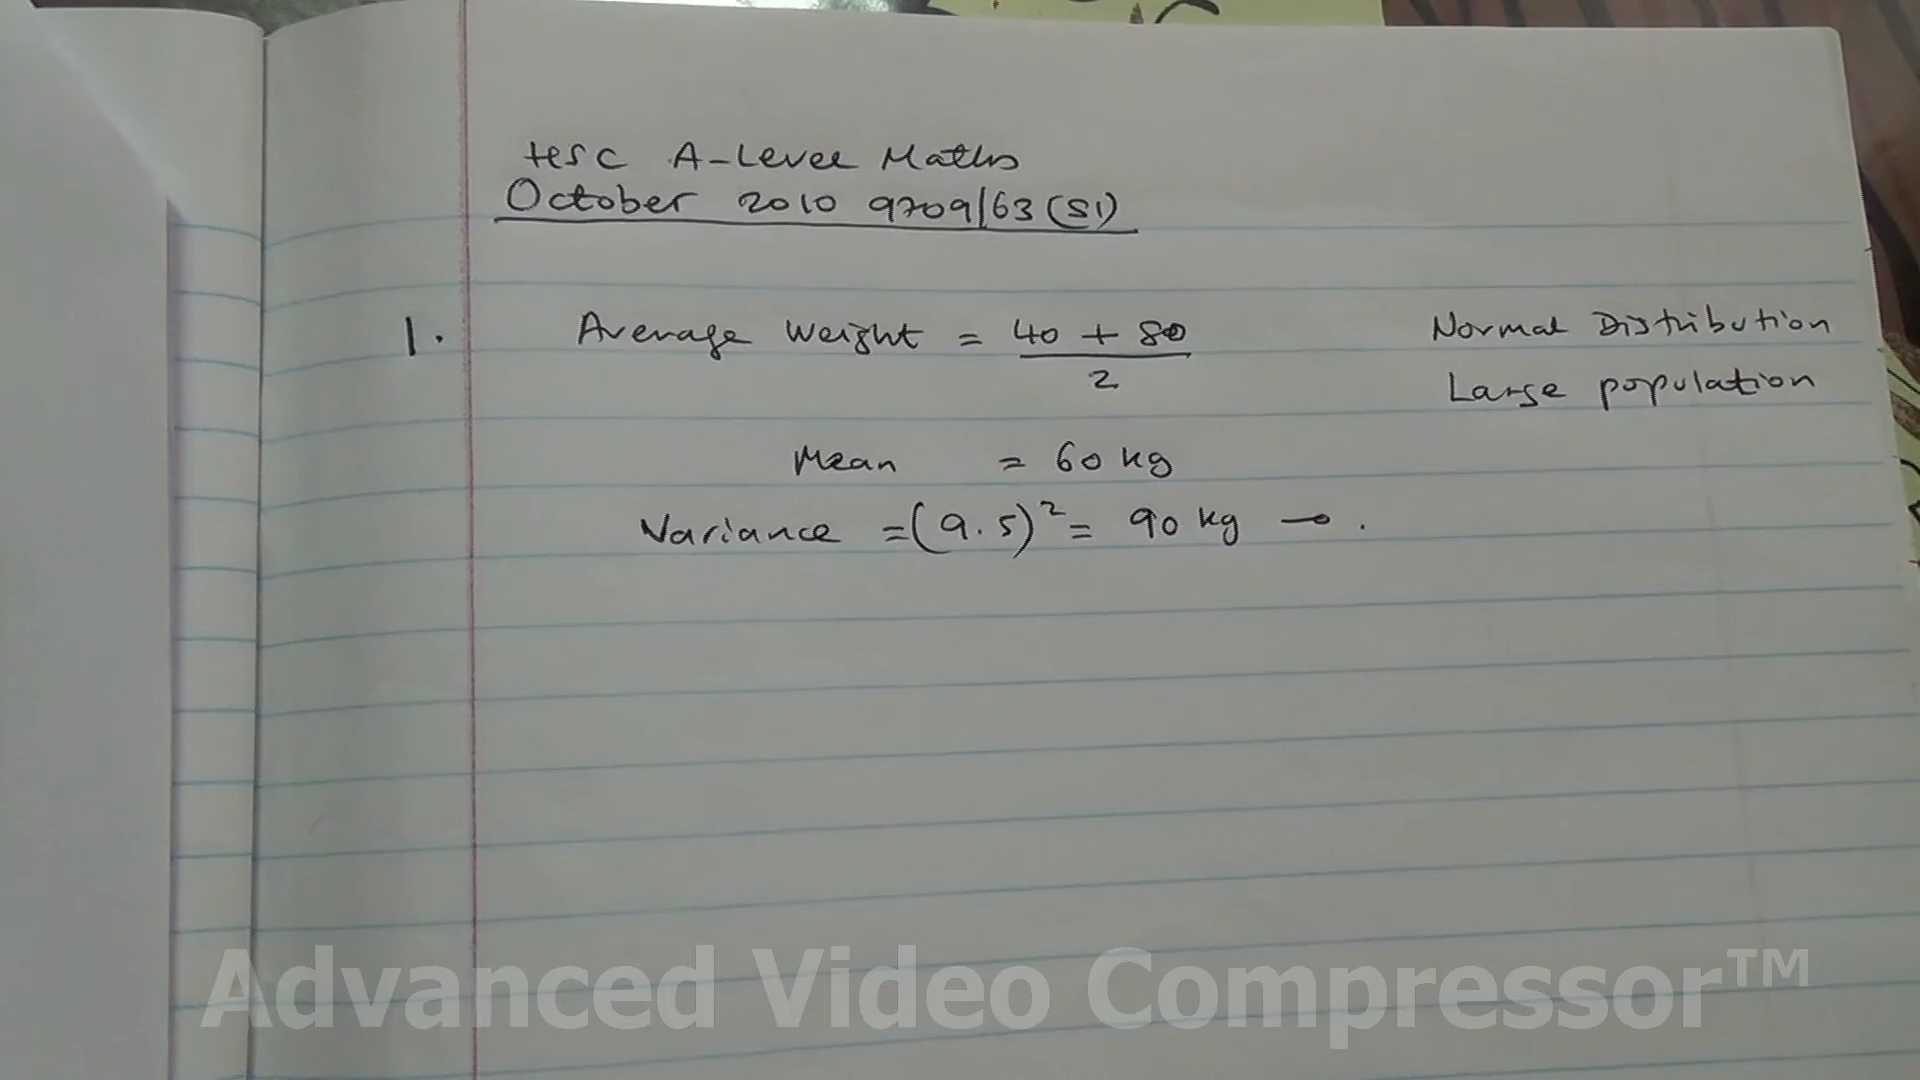 HSC A-Level Maths
October 2010 9709/63 (S1)
1. Average Weight = 40 + 80
2
Normal Distribution
Large population
Mean = 60 kg
Variance = (9.5)² = 90 kg
Advanced Video Compressor™